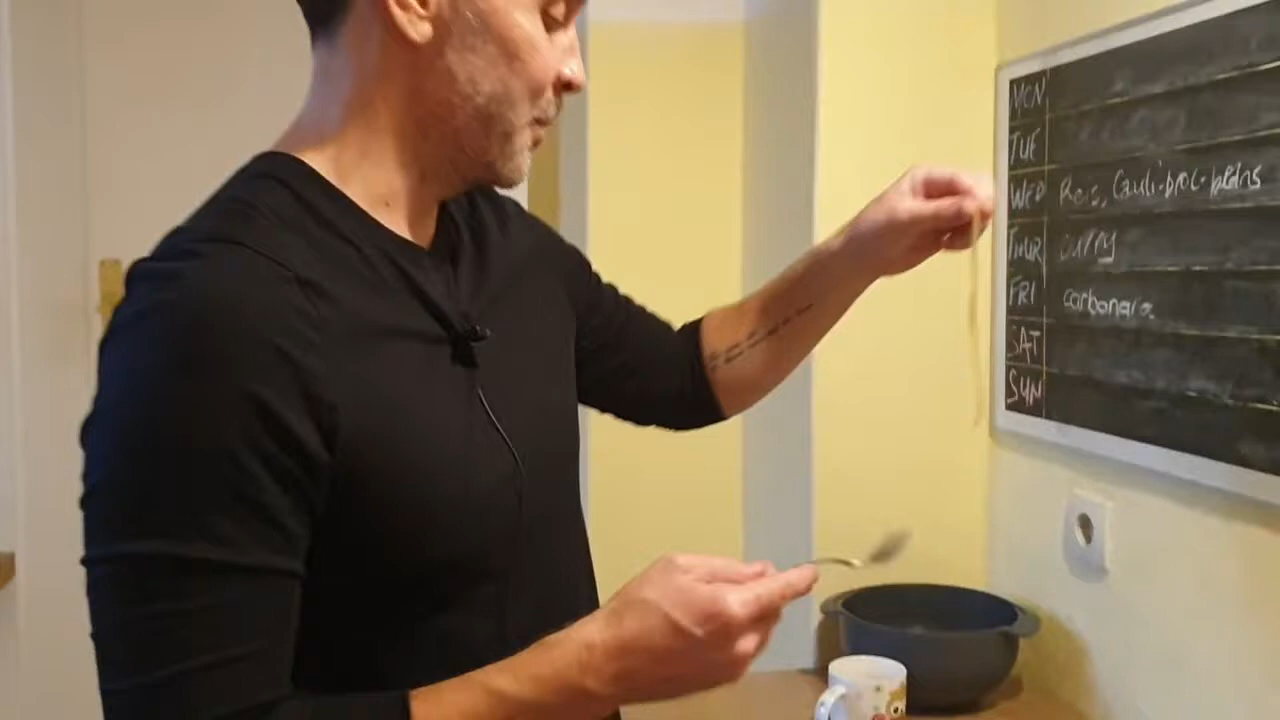 MON
TUE
WED Reis, Cauli-broc-beans
THUR curry
FRI carbonara
SAT
SUN